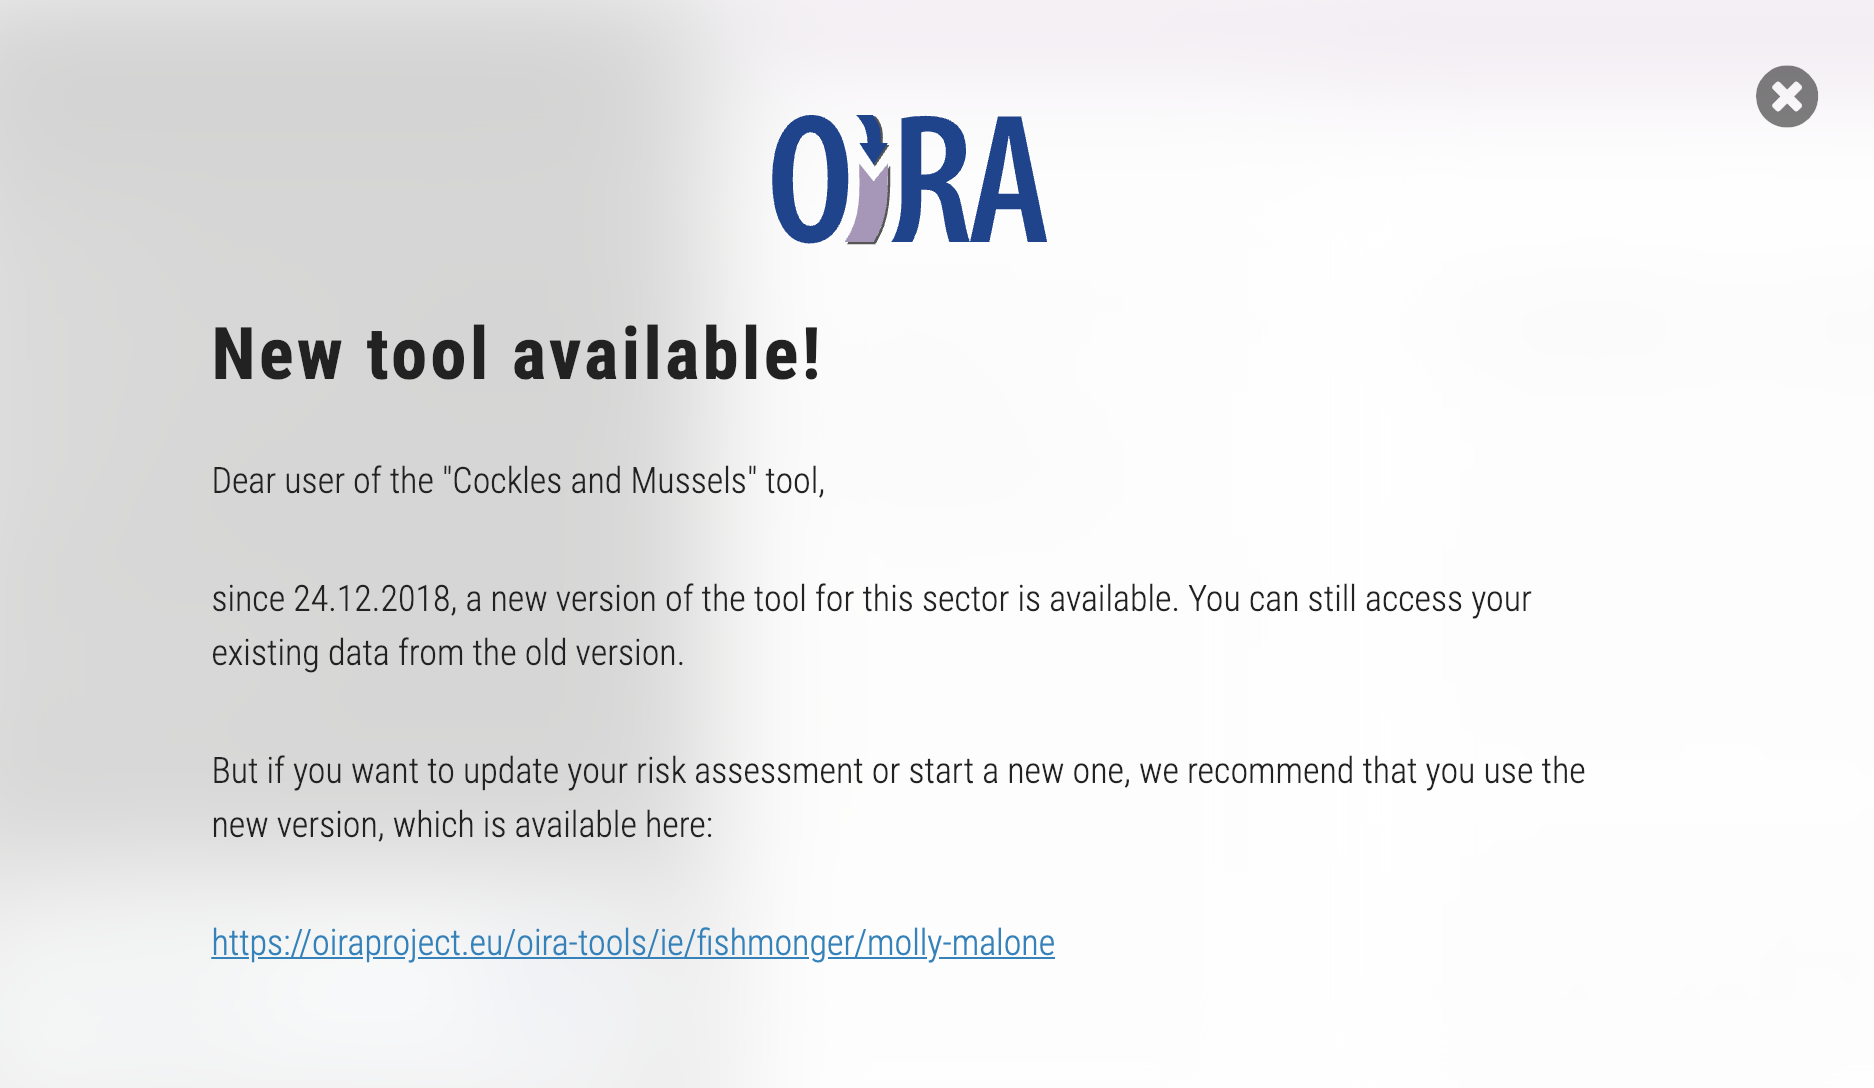 OiRA
New tool available!
Dear user of the "Cockles and Mussels" tool,
since 24.12.2018, a new version of the tool for this sector is available. You can still access your
existing data from the old version.
But if you want to update your risk assessment or start a new one, we recommend that you use the
new version, which is available here:
https://oiraproject.eu/oira-tools/ie/fishmonger/molly-malone